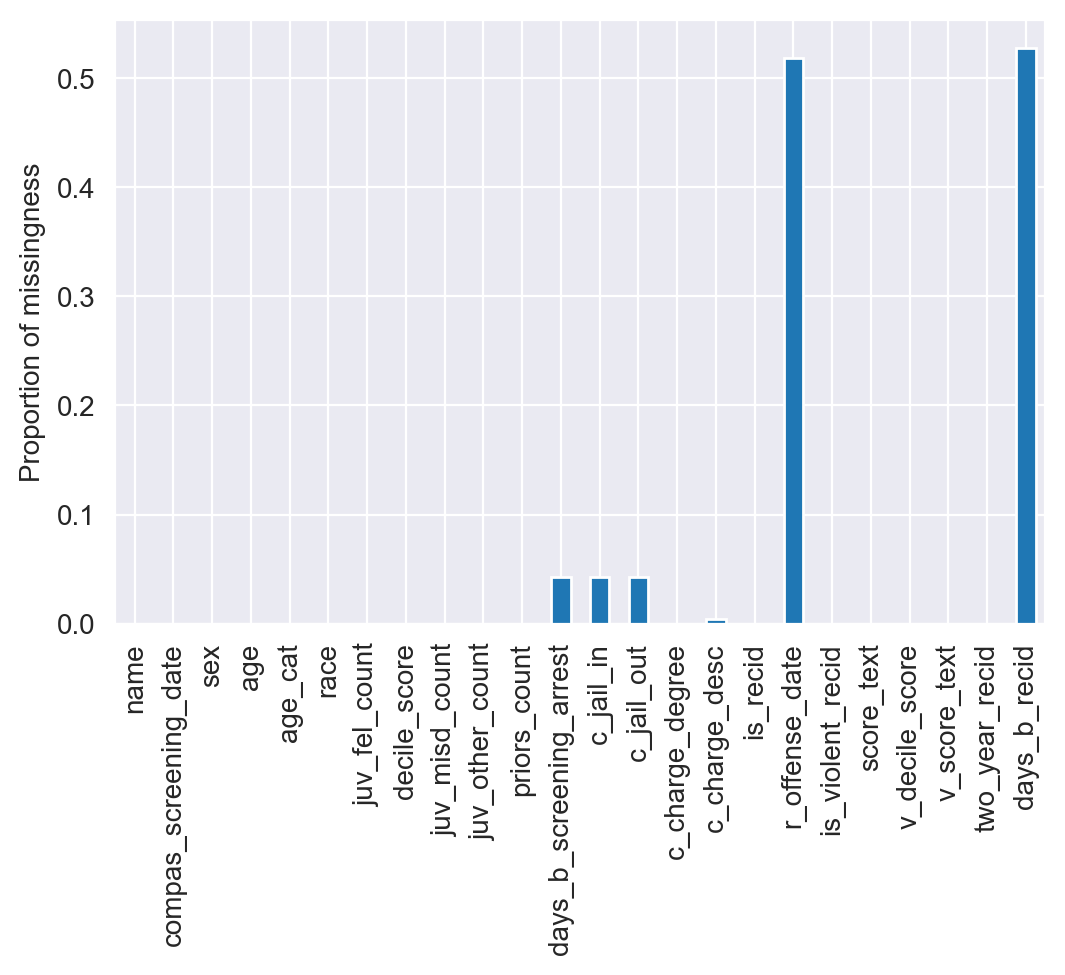 Proportion of missingness
0.5
0.4
0.3
0.2
0.1
0.0
name
compas_screening_date
sex
age
age_cat
race
juv_fel_count
decile_score
juv_misd_count
juv_other_count
priors_count
days_b_screening_arrest
c_jail_in
c_jail_out
c_charge_degree
c_charge_desc
is_recid
r_offense_date
is_violent_recid
score_text
v_decile_score
v_score_text
two_year_recid
days_b_recid